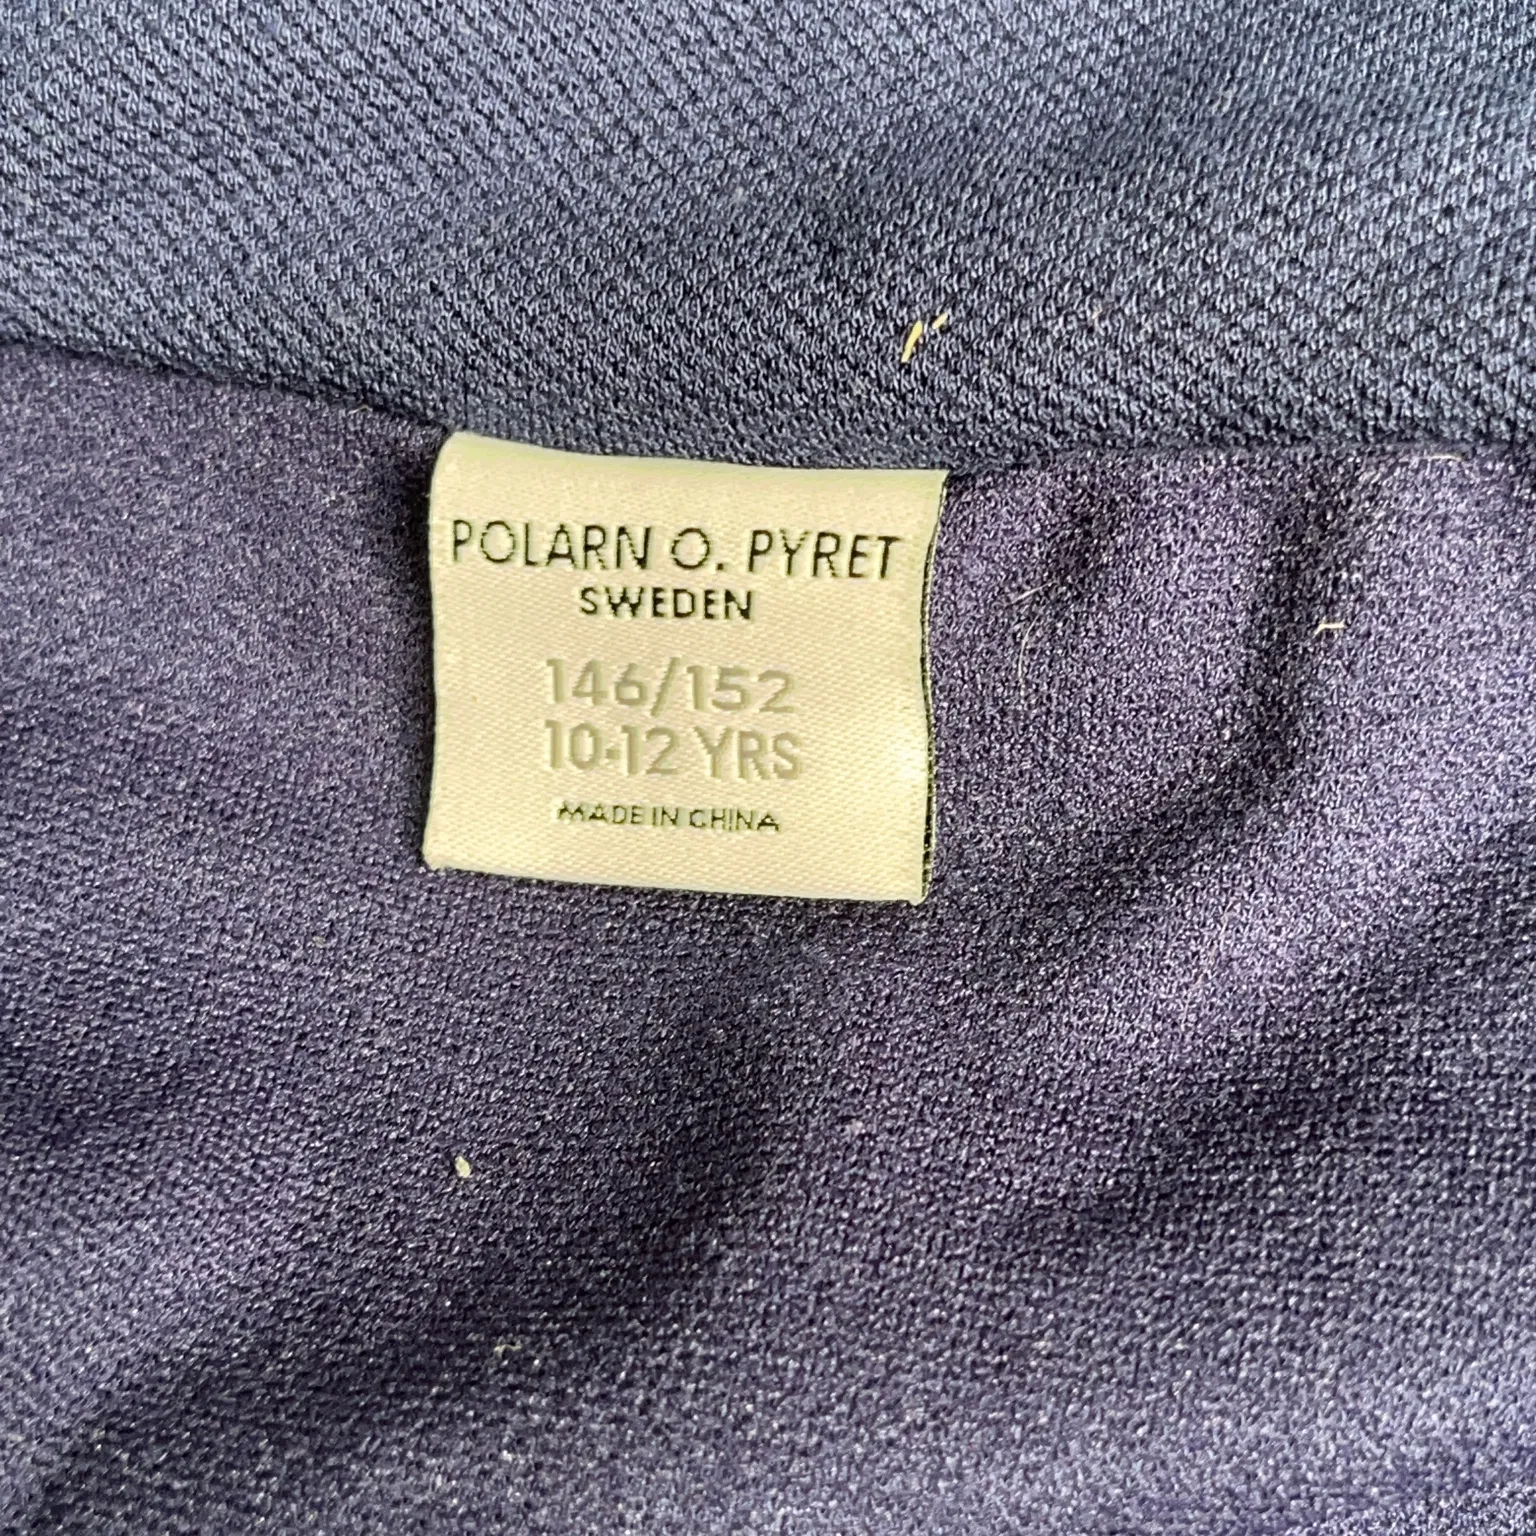 POLARN O. PYRET
SWEDEN
146/152
10-12 YRS
MADE IN CHINA